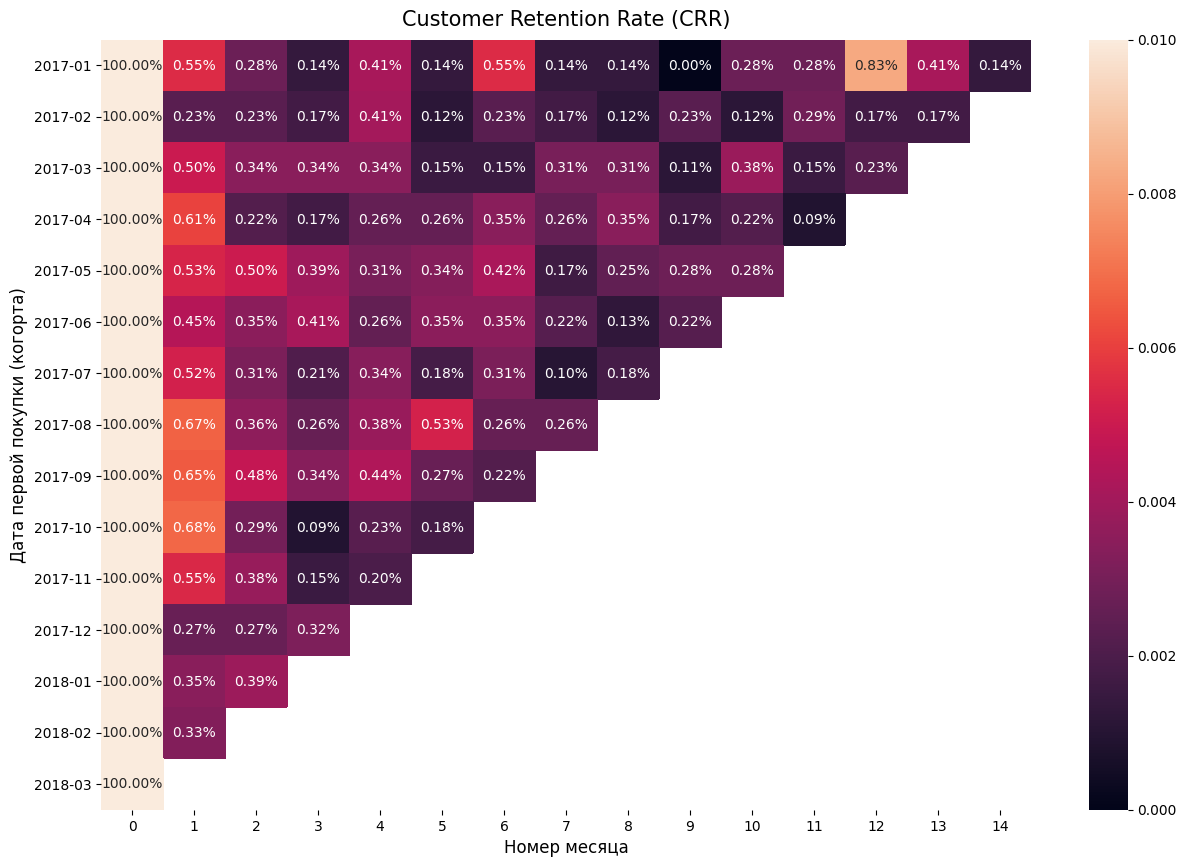 Customer Retention Rate (CRR)
Дата первой покупки (когорта)
2017-01 100.00% 0.55% 0.28% 0.14% 0.41% 0.14% 0.55% 0.14% 0.14% 0.00% 0.28% 0.28% 0.83% 0.41% 0.14%
2017-02 100.00% 0.23% 0.23% 0.17% 0.41% 0.12% 0.23% 0.17% 0.12% 0.23% 0.12% 0.29% 0.17% 0.17%
2017-03 100.00% 0.50% 0.34% 0.34% 0.34% 0.15% 0.15% 0.31% 0.31% 0.11% 0.38% 0.15% 0.23%
2017-04 100.00% 0.61% 0.22% 0.17% 0.26% 0.26% 0.35% 0.26% 0.35% 0.17% 0.22% 0.09%
2017-05 100.00% 0.53% 0.50% 0.39% 0.31% 0.34% 0.42% 0.17% 0.25% 0.28% 0.28%
2017-06 100.00% 0.45% 0.35% 0.41% 0.26% 0.35% 0.35% 0.22% 0.13% 0.22%
2017-07 100.00% 0.52% 0.31% 0.21% 0.34% 0.18% 0.31% 0.10% 0.18%
2017-08 100.00% 0.67% 0.36% 0.26% 0.38% 0.53% 0.26% 0.26%
2017-09 100.00% 0.65% 0.48% 0.34% 0.44% 0.27% 0.22%
2017-10 100.00% 0.68% 0.29% 0.09% 0.23% 0.18%
2017-11 100.00% 0.55% 0.38% 0.15% 0.20%
2017-12 100.00% 0.27% 0.27% 0.32%
2018-01 100.00% 0.35% 0.39%
2018-02 100.00% 0.33%
2018-03 100.00%
0 1 2 3 4 5 6 7 8 9 10 11 12 13 14
Номер месяца
0.010
0.008
0.006
0.004
0.002
0.000